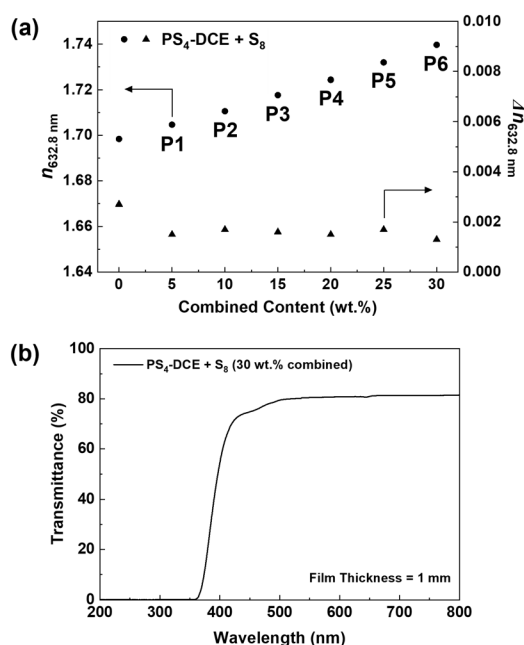 (a)
● ▲ PS₄-DCE + S₈
1.74
1.72
1.70
1.68
1.66
1.64
n632.8 nm
P1
P2
P3
P4
P5
P6
0.010
0.008
0.006
0.004
0.002
0.000
Δn632.8 nm
0 5 10 15 20 25 30
Combined Content (wt.%)
(b)
PS₄-DCE + S₈ (30 wt.% combined)
100
80
60
40
20
0
Transmittance (%)
Film Thickness = 1 mm
200 300 400 500 600 700 800
Wavelength (nm)